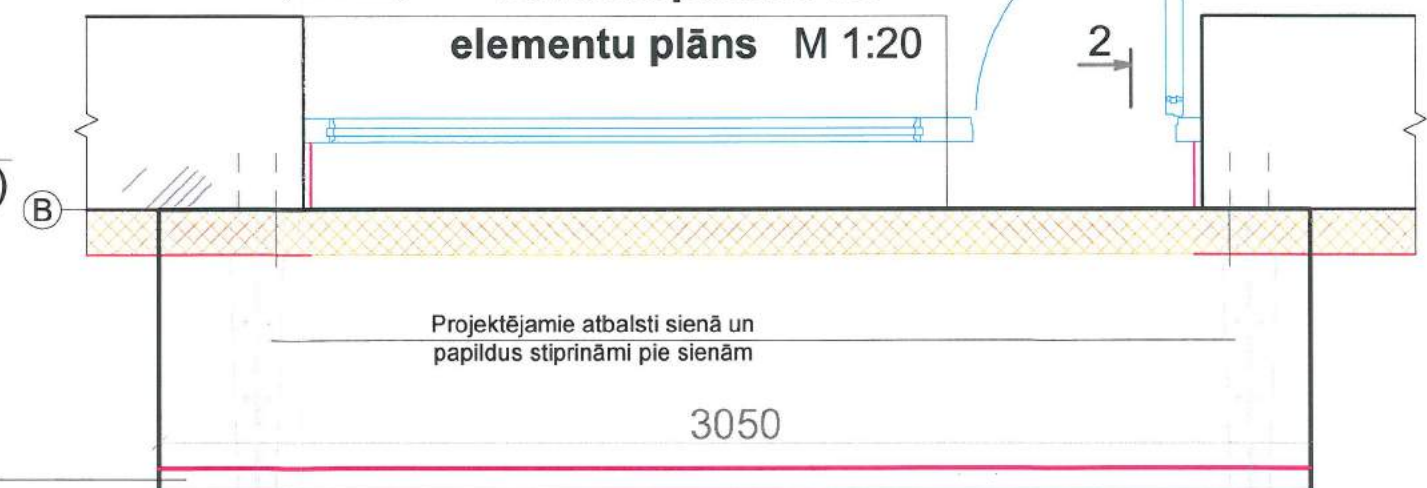 elementu plāns M 1:20
2
B
Projektējamie atbalsti sienā un
papildus stiprināmi pie sienām
3050